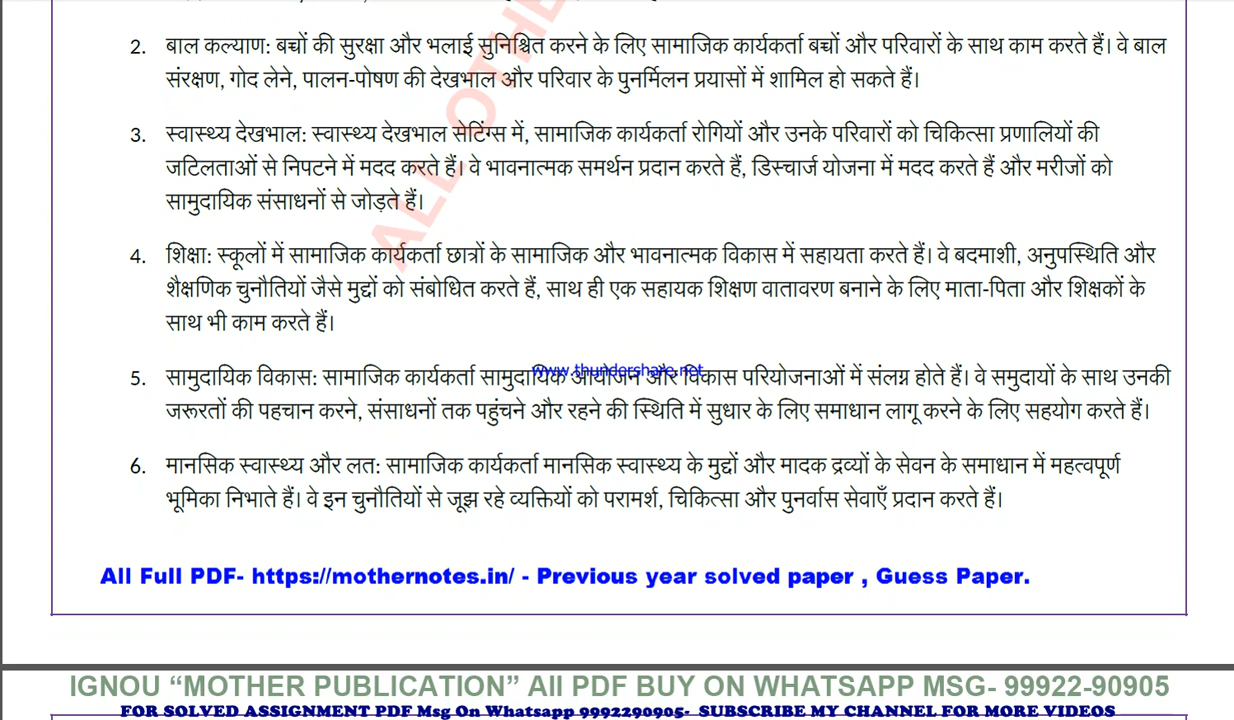 2. बाल कल्याण: बच्चों की सुरक्षा और भलाई सुनिश्चित करने के लिए सामाजिक कार्यकर्ता बच्चों और परिवारों के साथ काम करते हैं। वे बाल
संरक्षण, गोद लेने, पालन-पोषण की देखभाल और परिवार के पुनर्मिलन प्रयासों में शामिल हो सकते हैं।
3. स्वास्थ्य देखभाल: स्वास्थ्य देखभाल सेटिंग्स में, सामाजिक कार्यकर्ता रोगियों और उनके परिवारों को चिकित्सा प्रणालियों की
जटिलताओं से निपटने में मदद करते हैं। वे भावनात्मक समर्थन प्रदान करते हैं, डिस्चार्ज योजना में मदद करते हैं और मरीजों को
सामुदायिक संसाधनों से जोड़ते हैं।
ALL OTHE
4. शिक्षा: स्कूलों में सामाजिक कार्यकर्ता छात्रों के सामाजिक और भावनात्मक विकास में सहायता करते हैं। वे बदमाशी, अनुपस्थिति और
शैक्षणिक चुनौतियों जैसे मुद्दों को संबोधित करते हैं, साथ ही एक सहायक शिक्षण वातावरण बनाने के लिए माता-पिता और शिक्षकों के
साथ भी काम करते हैं।
www.thundershare.net
5. सामुदायिक विकास: सामाजिक कार्यकर्ता सामुदायिक आयोजन और विकास परियोजनाओं में संलग्न होते हैं। वे समुदायों के साथ उनकी
जरूरतों की पहचान करने, संसाधनों तक पहुंचने और रहने की स्थिति में सुधार के लिए समाधान लागू करने के लिए सहयोग करते हैं।
6. मानसिक स्वास्थ्य और लत: सामाजिक कार्यकर्ता मानसिक स्वास्थ्य के मुद्दों और मादक द्रव्यों के सेवन के समाधान में महत्वपूर्ण
भूमिका निभाते हैं। वे इन चुनौतियों से जूझ रहे व्यक्तियों को परामर्श, चिकित्सा और पुनर्वास सेवाएँ प्रदान करते हैं।
All Full PDF- https://mothernotes.in/ - Previous year solved paper , Guess Paper.
IGNOU “MOTHER PUBLICATION” All PDF BUY ON WHATSAPP MSG- 99922-90905
FOR SOLVED ASSIGNMENT PDF Msg On Whatsapp 9992290905- SUBSCRIBE MY CHANNEL FOR MORE VIDEOS